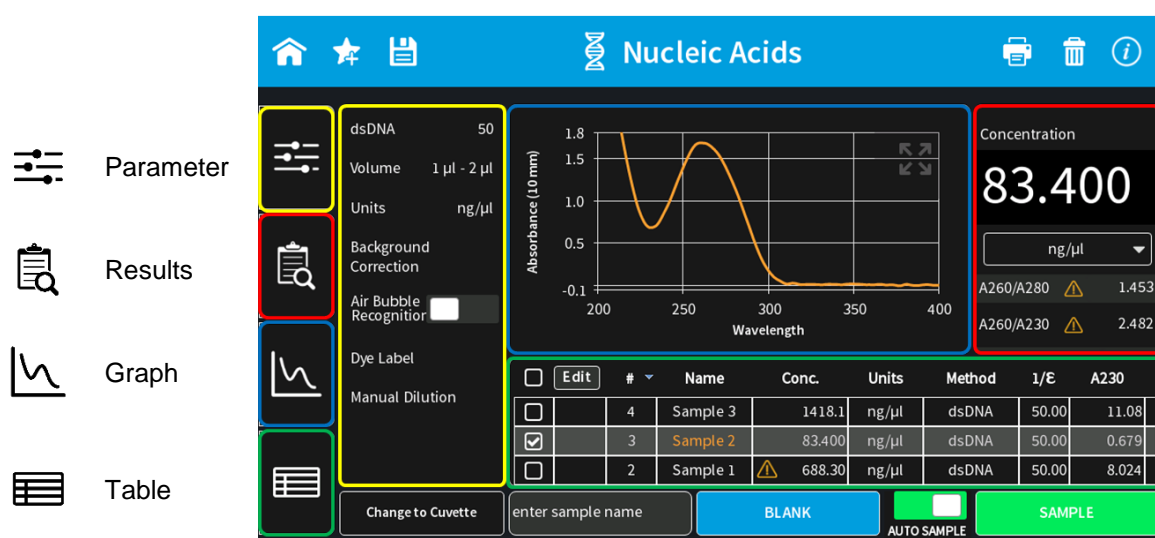 Nucleic Acids
Parameter
Results
Graph
Table
dsDNA 50
Volume 1 µl - 2 µl
Units ng/µl
Background
Correction
Air Bubble
Recognition
Dye Label
Manual Dilution
Absorbance (10 mm)
1.8
1.5
1.0
0.5
-0.1
200 250 300 350 400
Wavelength
Concentration
83.400
ng/µl
A260/A280 1.453
A260/A230 2.482
Edit # Name Conc. Units Method 1/ε A230
4 Sample 3 1418.1 ng/µl dsDNA 50.00 11.08
3 Sample 2 83.400 ng/µl dsDNA 50.00 0.679
2 Sample 1 688.30 ng/µl dsDNA 50.00 8.024
Change to Cuvette
enter sample name
BLANK
AUTO SAMPLE
SAMPLE